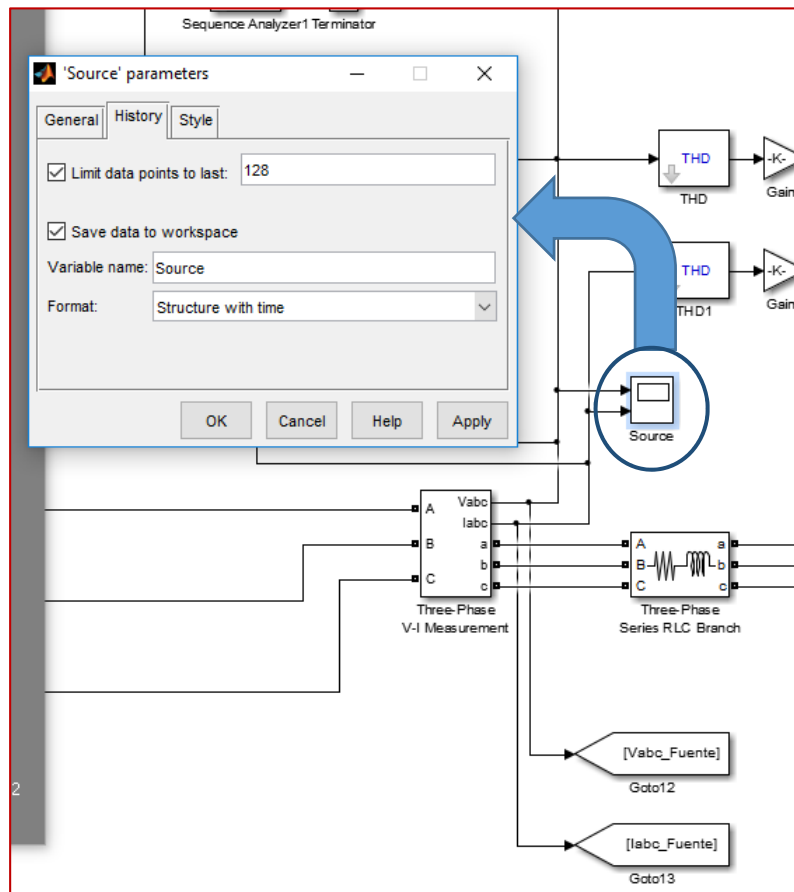 Sequence Analyzer1 Terminator
'Source' parameters
General History Style
Limit data points to last: 128
Save data to workspace
Variable name: Source
Format: Structure with time
OK Cancel Help Apply
THD
-K-
THD
Gain
THD
-K-
THD1
Gain
Source
A
B
C
Vabc
Iabc
a
b
c
Three-Phase
V-I Measurement
A
B
C
a
b
c
Three-Phase
Series RLC Branch
[Vabc_Fuente]
Goto12
2
[Iabc_Fuente]
Goto13